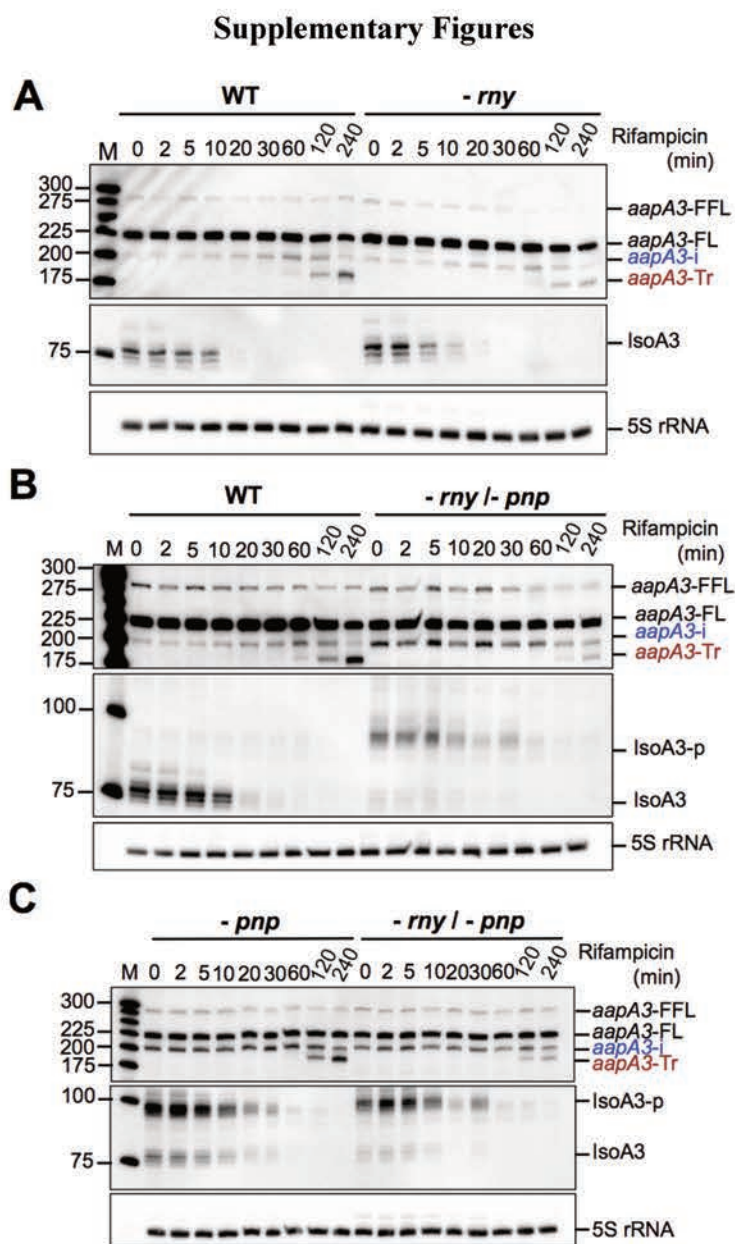 Supplementary Figures
A
WT - rny
M 0 2 5 10 20 30 60 120 240 0 2 5 10 20 30 60 120 240 Rifampicin
(min)
300
275
225
200
175
aapA3-FFL
aapA3-FL
aapA3-i
aapA3-Tr
75
IsoA3
5S rRNA
B
WT - rny /- pnp
M 0 2 5 10 20 30 60 120 240 0 2 5 10 20 30 60 120 240 Rifampicin
(min)
300
275
225
200
175
aapA3-FFL
aapA3-FL
aapA3-i
aapA3-Tr
100
75
IsoA3-p
IsoA3
5S rRNA
C
- pnp - rny / - pnp
M 0 2 5 10 20 30 60 120 240 0 2 5 10 20 30 60 120 240 Rifampicin
(min)
300
225
200
175
aapA3-FFL
aapA3-FL
aapA3-i
aapA3-Tr
100
75
IsoA3-p
IsoA3
5S rRNA